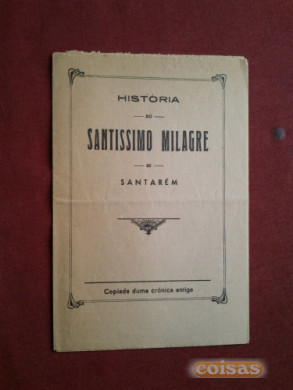 HISTÓRIA
DO
SANTISSIMO MILAGRE
DE
SANTARÉM
Copiada duma crónica antiga
coisas